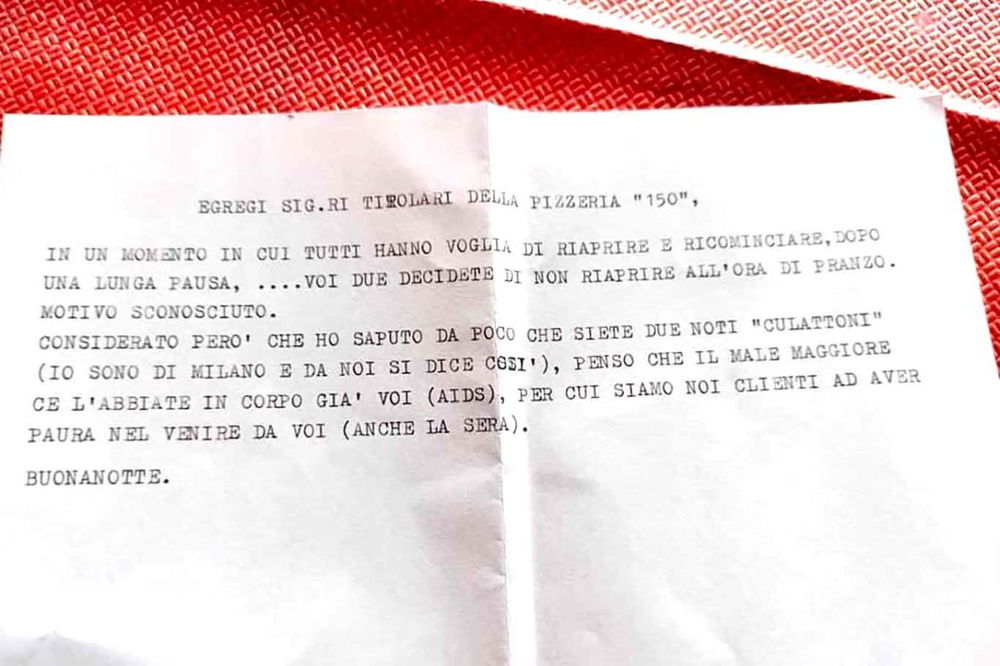 EGREGI SIG.RI TITOLARI DELLA PIZZERIA "150",
IN UN MOMENTO IN CUI TUTTI HANNO VOGLIA DI RIAPRIRE E RICOMINCIARE,DOPO
UNA LUNGA PAUSA, ....VOI DUE DECIDETE DI NON RIAPRIRE ALL'ORA DI PRANZO.
MOTIVO SCONOSCIUTO.
CONSIDERATO PERO' CHE HO SAPUTO DA POCO CHE SIETE DUE NOTI "CULATTONI"
(IO SONO DI MILANO E DA NOI SI DICE COSI'), PENSO CHE IL MALE MAGGIORE
CE L'ABBIATE IN CORPO GIA' VOI (AIDS), PER CUI SIAMO NOI CLIENTI AD AVER
PAURA NEL VENIRE DA VOI (ANCHE LA SERA).
BUONANOTTE.